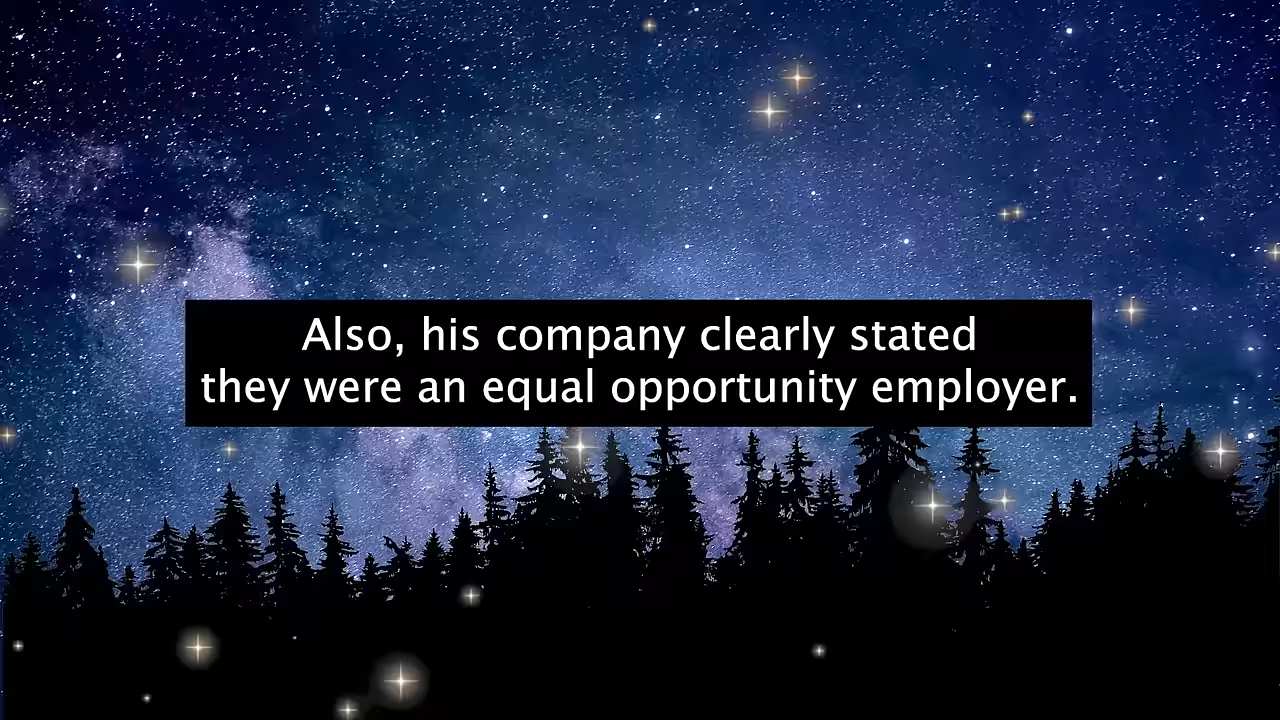 Also, his company clearly stated
they were an equal opportunity employer.